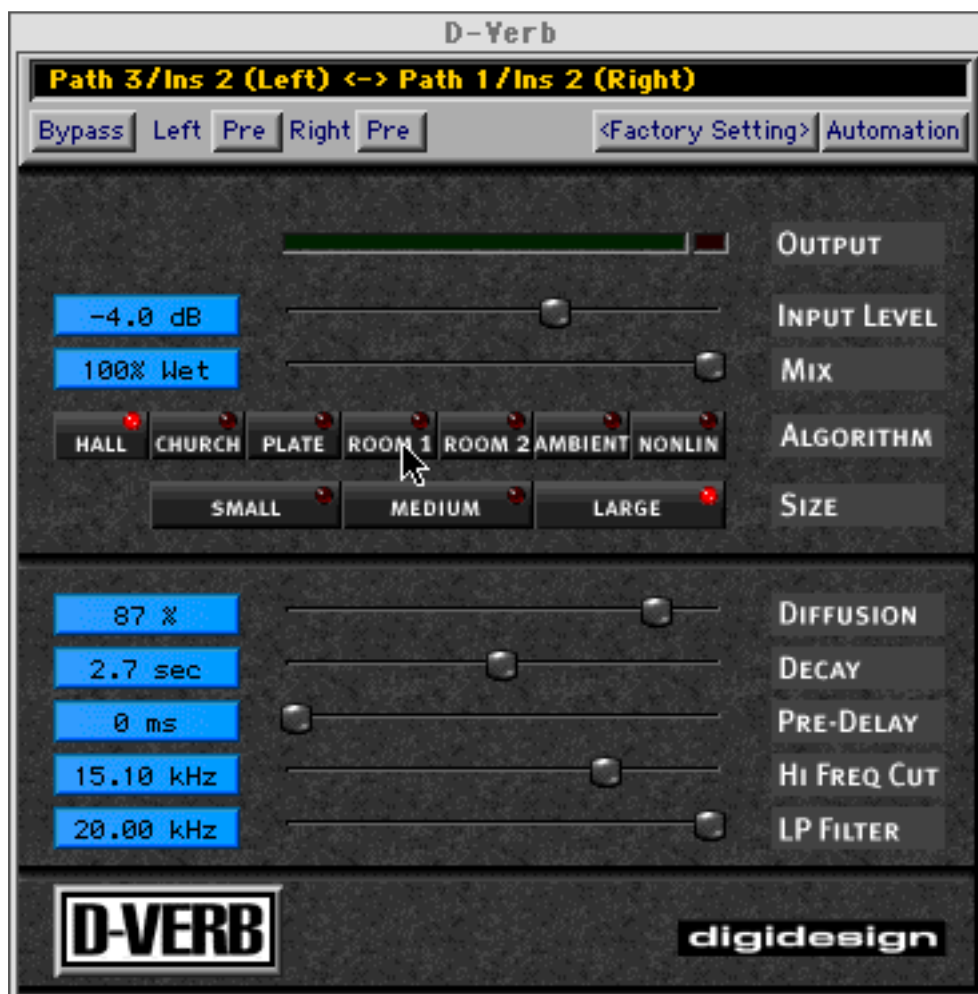 D-Verb
Path 3/Ins 2 (Left) <-> Path 1/Ins 2 (Right)
Bypass Left Pre Right Pre <Factory Setting> Automation
OUTPUT
-4.0 dB INPUT LEVEL
100% Wet MIX
HALL CHURCH PLATE ROOM 1 ROOM 2 AMBIENT NONLIN ALGORITHM
SMALL MEDIUM LARGE SIZE
87 % DIFFUSION
2.7 sec DECAY
0 ms PRE-DELAY
15.10 kHz HI FREQ CUT
20.00 kHz LP FILTER
D-VERB digidesign